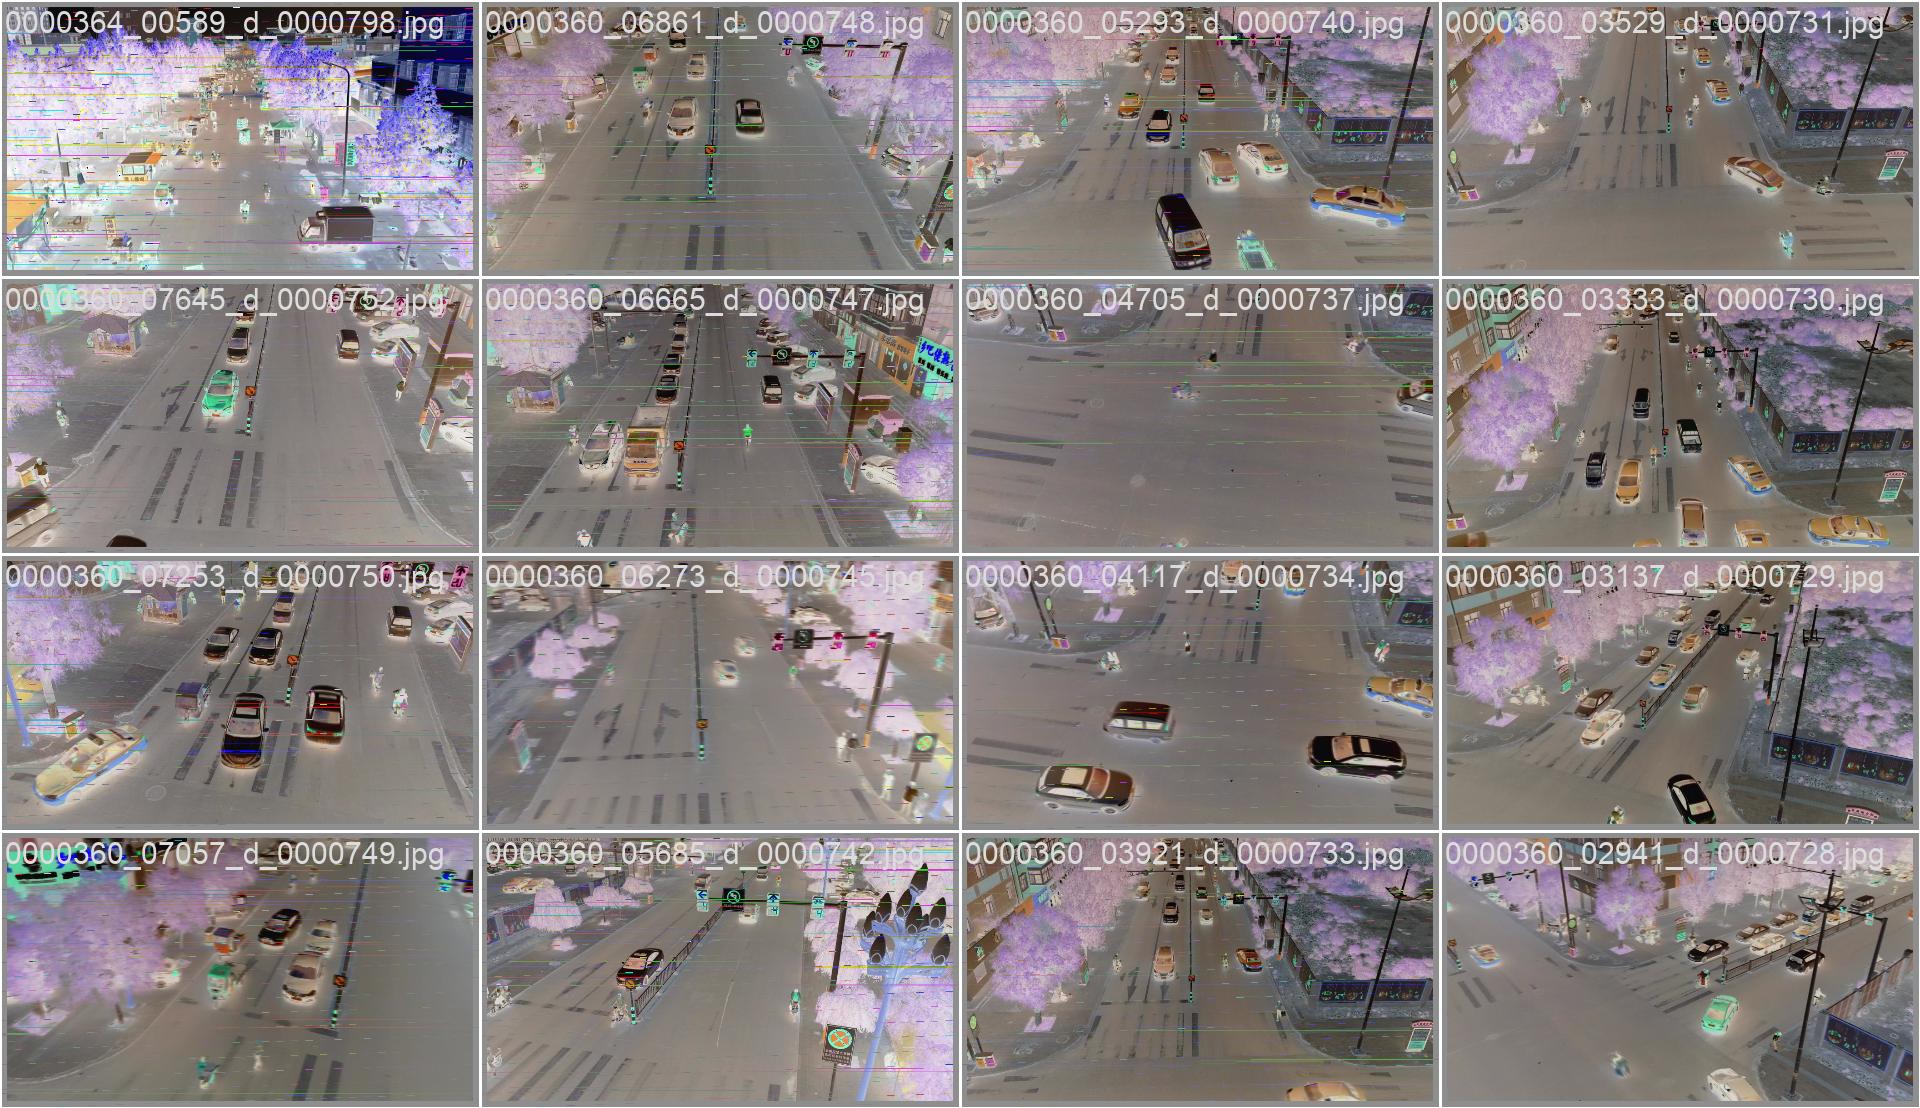 0000364_00589_d_0000798.jpg
0000360_06861_d_0000748.jpg
0000360_05293_d_0000740.jpg
0000360_03529_d_0000731.jpg
0000360_07645_d_0000752.jpg
0000360_06665_d_0000747.jpg
0000360_04705_d_0000737.jpg
0000360_03333_d_0000730.jpg
0000360_07253_d_0000750.jpg
0000360_06273_d_0000745.jpg
0000360_04117_d_0000734.jpg
0000360_03137_d_0000729.jpg
0000360_07057_d_0000749.jpg
0000360_05685_d_0000742.jpg
0000360_03921_d_0000733.jpg
0000360_02941_d_0000728.jpg